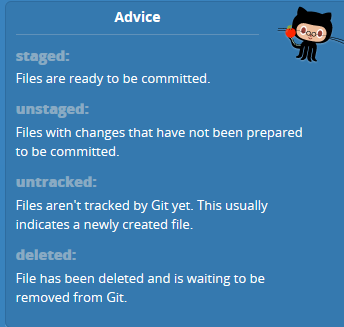 Advice
staged:
Files are ready to be committed.
unstaged:
Files with changes that have not been prepared
to be committed.
untracked:
Files aren't tracked by Git yet. This usually
indicates a newly created file.
deleted:
File has been deleted and is waiting to be
removed from Git.